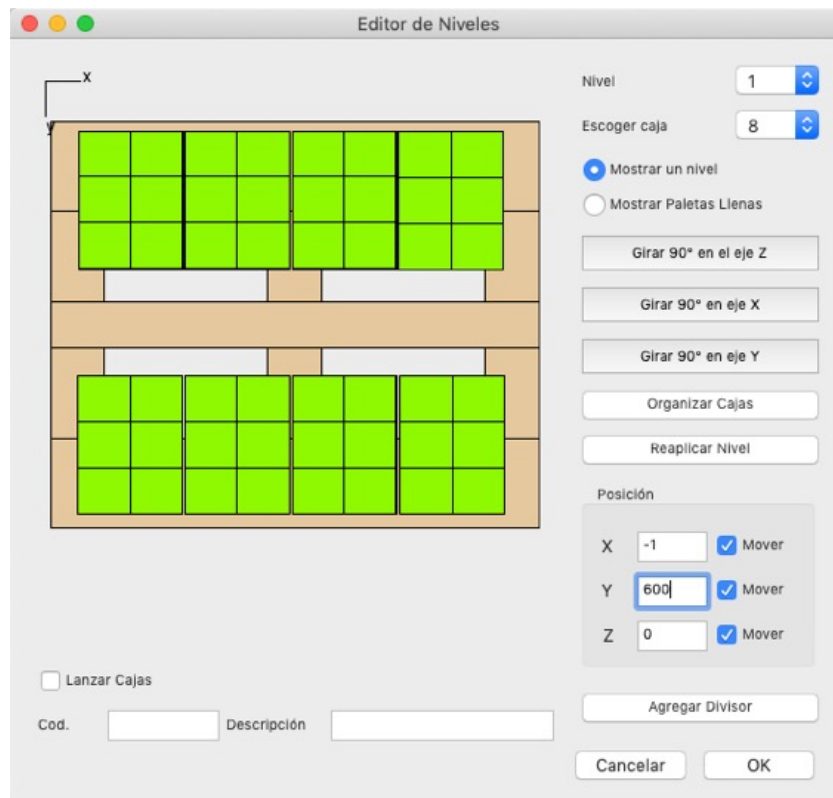 Editor de Niveles
x
y
Nivel
1
Escoger caja
8
Mostrar un nivel
Mostrar Paletas Llenas
Girar 90° en el eje Z
Girar 90° en eje X
Girar 90° en eje Y
Organizar Cajas
Reaplicar Nivel
Posición
X -1 Mover
Y 600 Mover
Z 0 Mover
Lanzar Cajas
Cod.
Descripción
Agregar Divisor
Cancelar
OK